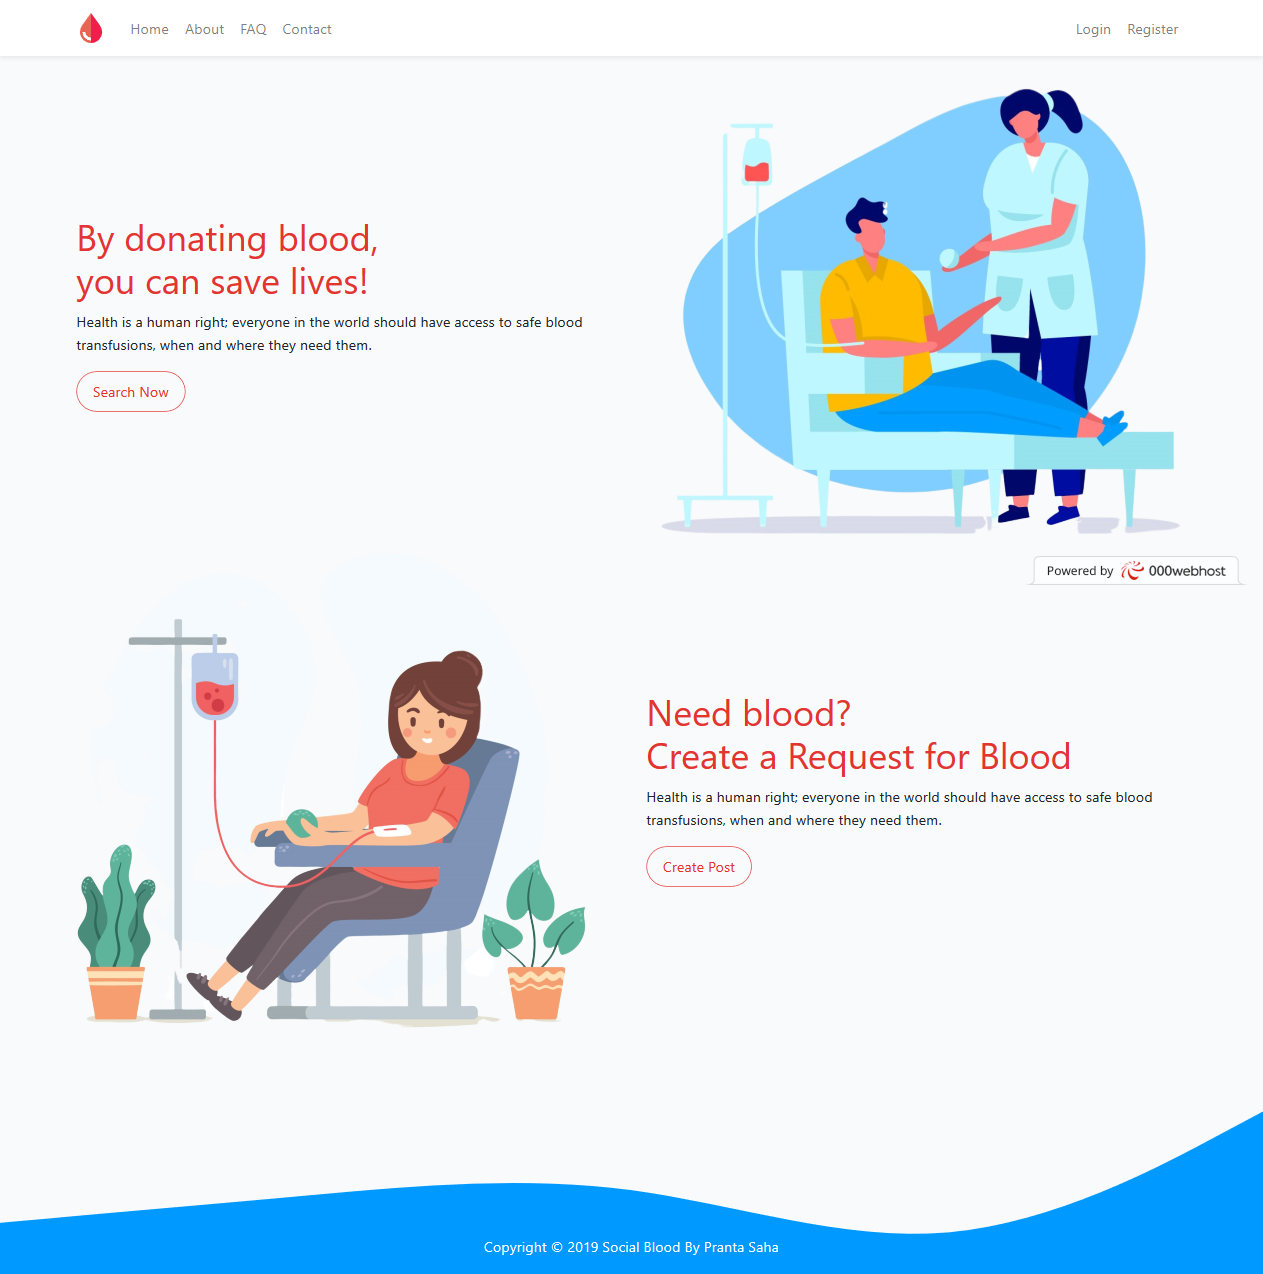 Home About FAQ Contact Login Register
By donating blood,
you can save lives!
Health is a human right; everyone in the world should have access to safe blood
transfusions, when and where they need them.
Search Now
Powered by 000webhost
Need blood?
Create a Request for Blood
Health is a human right; everyone in the world should have access to safe blood
transfusions, when and where they need them.
Create Post
Copyright © 2019 Social Blood By Pranta Saha